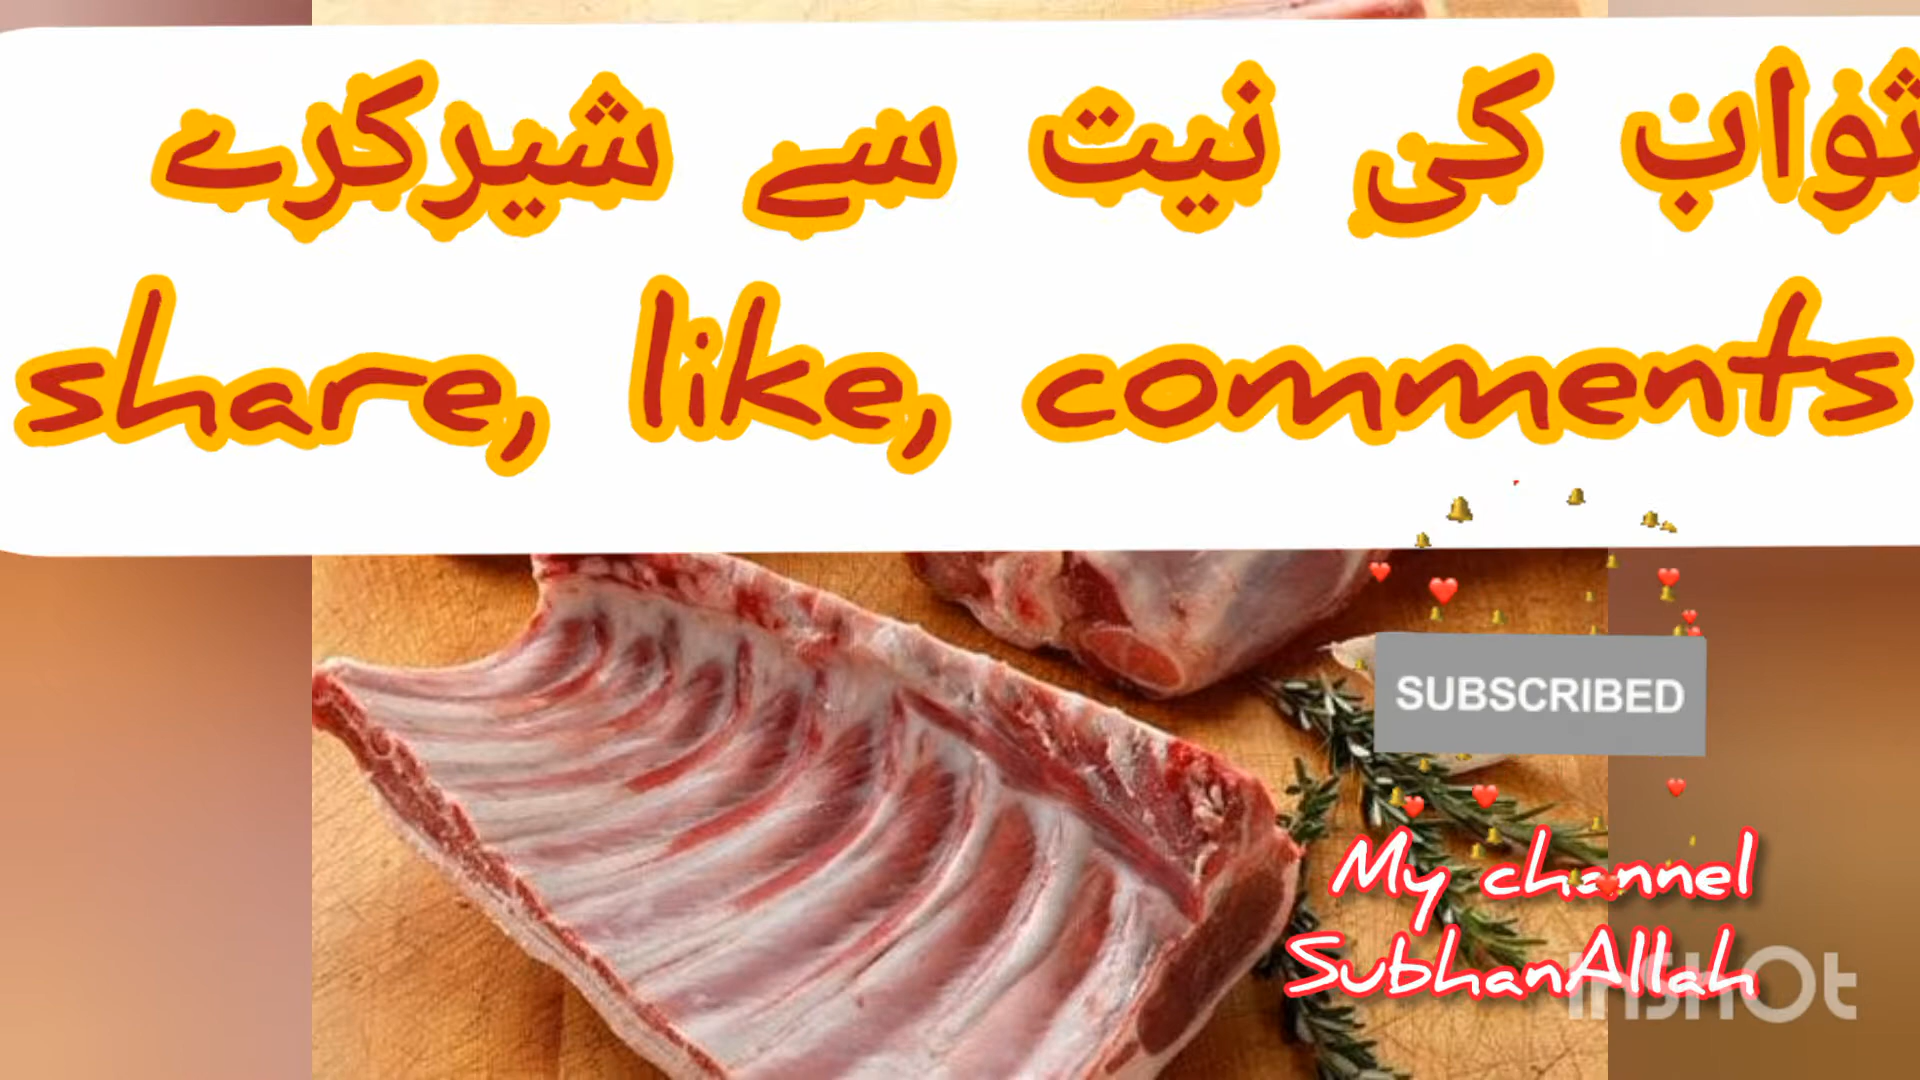 ثواب کی نیت سے شیرکرے
share, like, comments
SUBSCRIBED
My channel
SubhanAllah
InShOt